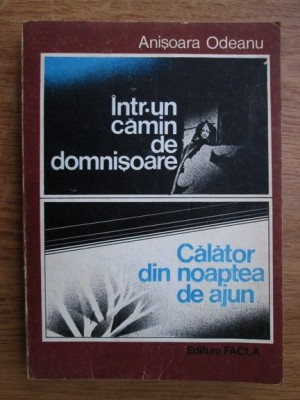 Anișoara Odeanu
Într-un
cămin
de
domnișoare
Călător
din noaptea
de ajun
Editura FACLA